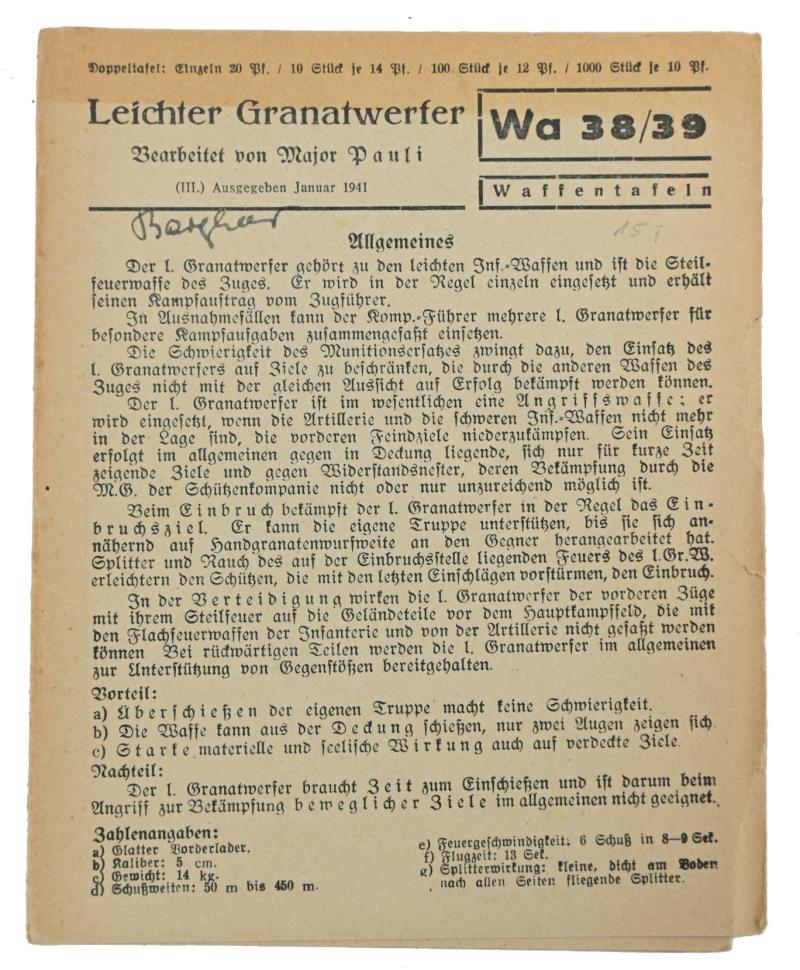 Doppeltafel: Einzeln 20 Pf. / 10 Stück je 14 Pf. / 100 Stück je 12 Pf. / 1000 Stück je 10 Pf.
Leichter Granatwerfer
Bearbeitet von Major Pauli
(III.) Ausgegeben Januar 1941
Wa 38/39
Waffentafeln
15 I
Allgemeines
Der l. Granatwerfer gehört zu den leichten Inf.-Waffen und ist die Steil-
feuerwaffe des Zuges. Er wird in der Regel einzeln eingesetzt und erhält
seinen Kampfauftrag vom Zugführer.
In Ausnahmefällen kann der Komp.-Führer mehrere l. Granatwerfer für
besondere Kampfaufgaben zusammengefaßt einsetzen.
Die Schwierigkeit des Munitionsersatzes zwingt dazu, den Einsatz des
l. Granatwerfers auf Ziele zu beschränken, die durch die anderen Waffen des
Zuges nicht mit der gleichen Aussicht auf Erfolg bekämpft werden können.
Der l. Granatwerfer ist im wesentlichen eine Angriffswaffe; er
wird eingesetzt, wenn die Artillerie und die schweren Inf.-Waffen nicht mehr
in der Lage sind, die vorderen Feindziele niederzukämpfen. Sein Einsatz
erfolgt im allgemeinen gegen in Deckung liegende, sich nur für kurze Zeit
zeigende Ziele und gegen Widerstandsnester, deren Bekämpfung durch die
M.G. der Schützenkompanie nicht oder nur unzureichend möglich ist.
Beim Einbruch bekämpft der l. Granatwerfer in der Regel das Ein-
bruchsziel. Er kann die eigene Truppe unterstützen, bis sie sich an-
nähernd auf Handgranatenwurfweite an den Gegner herangearbeitet hat.
Splitter und Rauch des auf der Einbruchsstelle liegenden Feuers des l.Gr.W.
erleichtern den Schützen, die mit den letzten Einschlägen vorstürmen, den Einbruch.
In der Verteidigung wirken die l. Granatwerfer der vorderen Züge
mit ihrem Steilfeuer auf die Geländeteile vor dem Hauptkampffeld, die mit
den Flachfeuerwaffen der Infanterie und von der Artillerie nicht gefaßt werden
können Bei rückwärtigen Teilen werden die l. Granatwerfer im allgemeinen
zur Unterstützung von Gegenstößen bereitgehalten.
Vorteil:
a) Überschießen der eigenen Truppe macht keine Schwierigkeit.
b) Die Waffe kann aus der Deckung schießen, nur zwei Augen zeigen sich
c) Starke materielle und seelische Wirkung auch auf verdeckte Ziele.
Nachteil:
Der l. Granatwerfer braucht Zeit zum Einschießen und ist darum beim
Angriff zur Bekämpfung beweglicher Ziele im allgemeinen nicht geeignet.
Zahlenangaben:
a) Glatter Vorderlader.
b) Kaliber: 5 cm.
c) Gewicht: 14 kg.
d) Schußweiten: 50 m bis 450 m.
e) Feuergeschwindigkeit: 6 Schuß in 8—9 Sek.
f) Flugzeit: 13 Sek.
g) Splitterwirkung: kleine, dicht am Boden
nach allen Seiten fliegende Splitter.